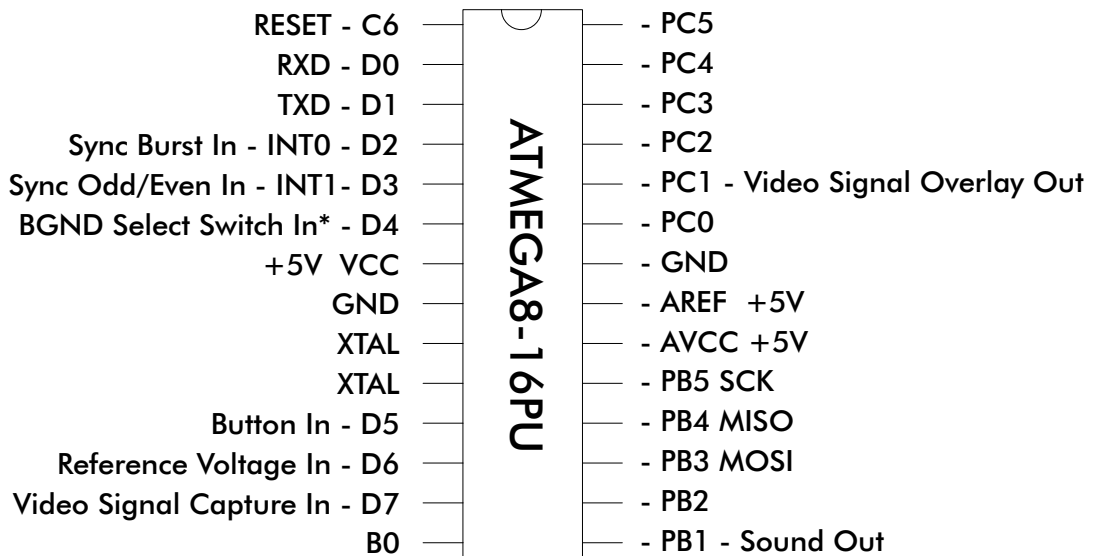 RESET - C6
RXD - D0
TXD - D1
Sync Burst In - INT0 - D2
Sync Odd/Even In - INT1- D3
BGND Select Switch In* - D4
+5V VCC
GND
XTAL
XTAL
Button In - D5
Reference Voltage In - D6
Video Signal Capture In - D7
B0
ATMEGA8-16PU
- PC5
- PC4
- PC3
- PC2
- PC1 - Video Signal Overlay Out
- PC0
- GND
- AREF +5V
- AVCC +5V
- PB5 SCK
- PB4 MISO
- PB3 MOSI
- PB2
- PB1 - Sound Out